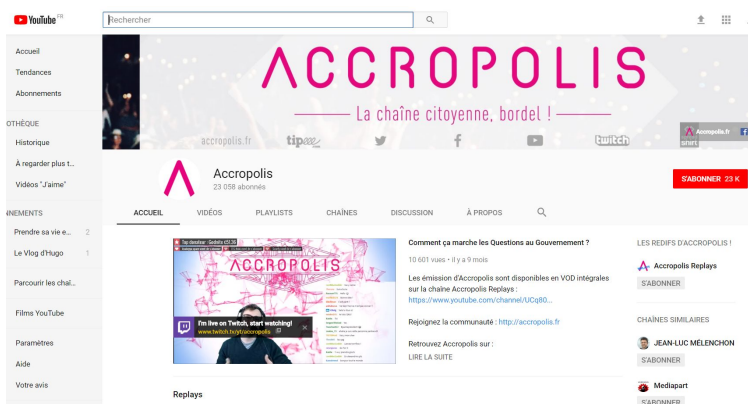 YouTube FR
Rechercher
Accueil
Tendances
Abonnements
OTHÈQUE
Historique
À regarder plus t...
Vidéos "J'aime"
NNEMENTS
Prendre sa vie e... 2
Le Vlog d'Hugo 1
Parcourir les chaî...
Films YouTube
Paramètres
Aide
Votre avis
ACCROPOLIS
La chaîne citoyenne, bordel !
accropolis.fr tipeee twitch shirt
Accropolis.fr
Accropolis
23 058 abonnés
S'ABONNER 23 K
ACCUEIL VIDÉOS PLAYLISTS CHAÎNES DISCUSSION À PROPOS
ACCROPOLIS
I'm live on Twitch, start watching!
www.twitch.tv/ytaccropolis
Comment ça marche les Questions au Gouvernement ?
10 601 vues • il y a 9 mois
Les émission d'Accropolis sont disponibles en VOD intégrales
sur la chaîne Accropolis Replays :
https://www.youtube.com/channel/UCq80...
Rejoignez la communauté : http://accropolis.fr
Retrouvez Accropolis sur :
LIRE LA SUITE
Replays
LES REDIFS D'ACCROPOLIS !
Accropolis Replays
S'ABONNER
CHAÎNES SIMILAIRES
JEAN-LUC MÉLENCHON
S'ABONNER
Mediapart
S'ABONNER